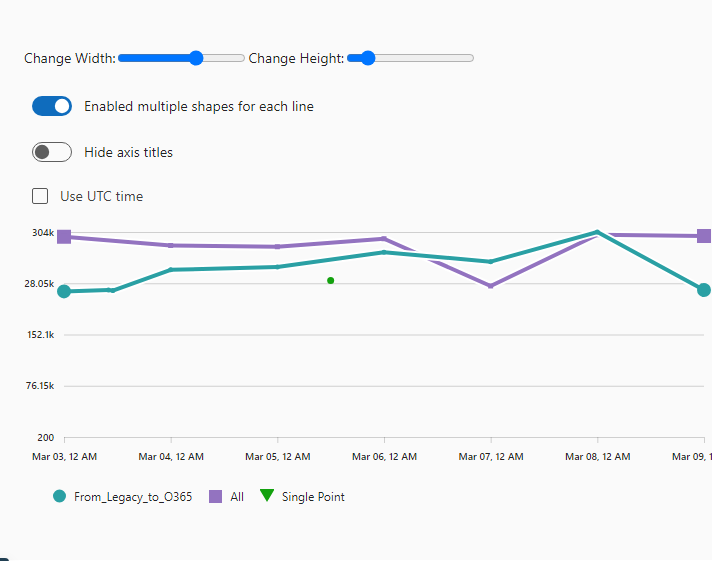 Change Width: Change Height:
Enabled multiple shapes for each line
Hide axis titles
Use UTC time
304k
28.05k
152.1k
76.15k
200
Mar 03, 12 AM Mar 04, 12 AM Mar 05, 12 AM Mar 06, 12 AM Mar 07, 12 AM Mar 08, 12 AM Mar 09, 1
From_Legacy_to_O365 All Single Point